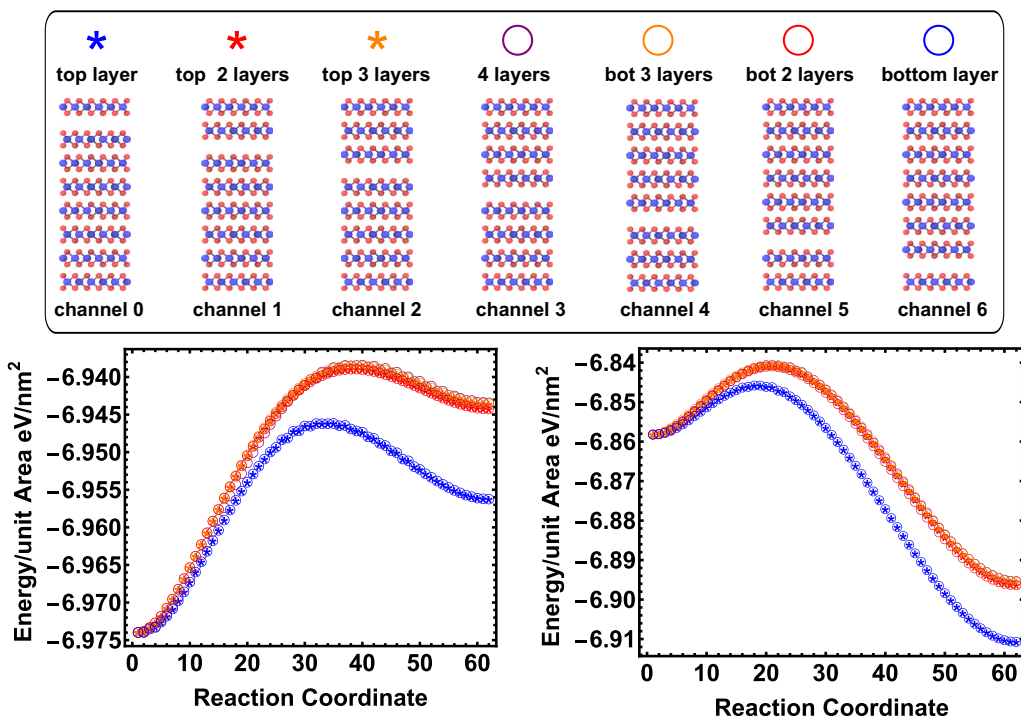 top layer top 2 layers top 3 layers 4 layers bot 3 layers bot 2 layers bottom layer
channel 0 channel 1 channel 2 channel 3 channel 4 channel 5 channel 6
Energy/unit Area eV/nm²
−6.940
−6.945
−6.950
−6.955
−6.960
−6.965
−6.970
−6.975
0 10 20 30 40 50 60
Reaction Coordinate
Energy/unit Area eV/nm²
−6.84
−6.85
−6.86
−6.87
−6.88
−6.89
−6.90
−6.91
0 10 20 30 40 50 60
Reaction Coordinate